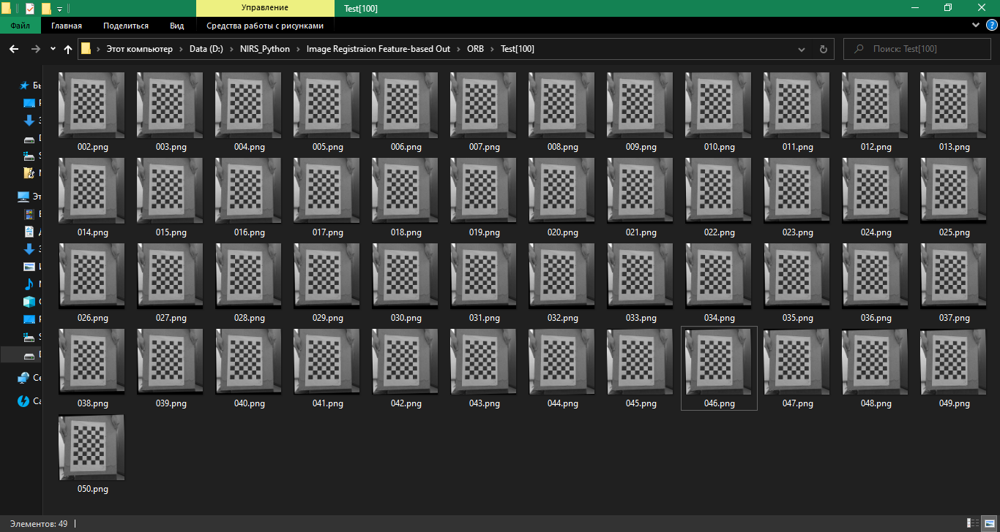 Управление
Test[100]
Файл
Главная
Поделиться
Вид
Средства работы с рисунками
Этот компьютер
Data (D:)
NIRS_Python
Image Registraion Feature-based Out
ORB
Test[100]
Поиск: Test[100]
002.png 003.png 004.png 005.png 006.png 007.png 008.png 009.png 010.png 011.png 012.png 013.png
014.png 015.png 016.png 017.png 018.png 019.png 020.png 021.png 022.png 023.png 024.png 025.png
026.png 027.png 028.png 029.png 030.png 031.png 032.png 033.png 034.png 035.png 036.png 037.png
038.png 039.png 040.png 041.png 042.png 043.png 044.png 045.png 046.png 047.png 048.png 049.png
050.png
Элементов: 49